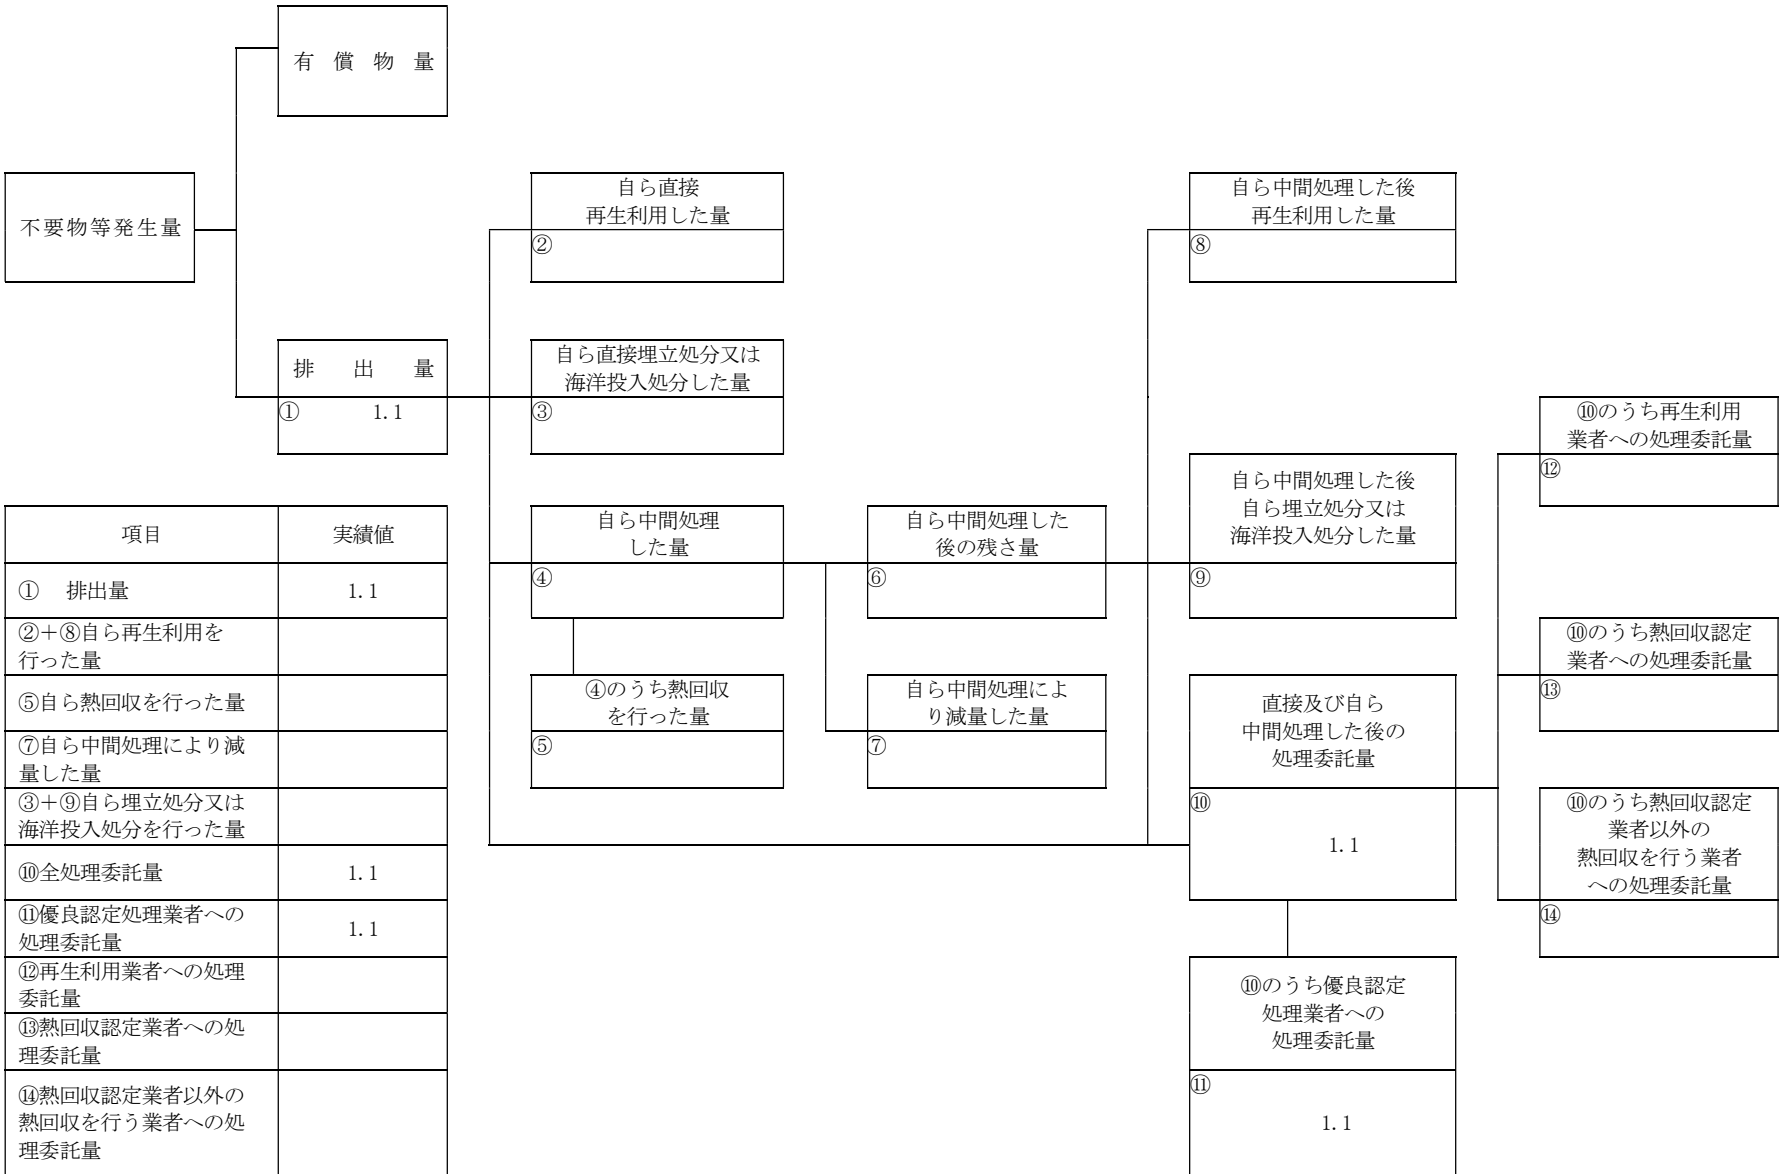 有 償 物 量
不要物等発生量
自ら直接
再生利用した量
②
自ら中間処理した後
再生利用した量
⑧
排 出 量
① 1.1
自ら直接埋立処分又は
海洋投入処分した量
③
⑩のうち再生利用
業者への処理委託量
⑫
自ら中間処理した後
自ら埋立処分又は
海洋投入処分した量
⑨
自ら中間処理
した量
④
自ら中間処理した
後の残さ量
⑥
⑩のうち熱回収認定
業者への処理委託量
⑬
④のうち熱回収
を行った量
⑤
自ら中間処理によ
り減量した量
⑦
直接及び自ら
中間処理した後の
処理委託量
⑩
1.1
⑩のうち熱回収認定
業者以外の
熱回収を行う業者
への処理委託量
⑭
⑩のうち優良認定
処理業者への
処理委託量
⑪
1.1
項目 実績値
① 排出量 1.1
②+⑧自ら再生利用を
行った量
⑤自ら熱回収を行った量
⑦自ら中間処理により減
量した量
③+⑨自ら埋立処分又は
海洋投入処分を行った量
⑩全処理委託量 1.1
⑪優良認定処理業者への
処理委託量 1.1
⑫再生利用業者への処理
委託量
⑬熱回収認定業者への処
理委託量
⑭熱回収認定業者以外の
熱回収を行う業者への処
理委託量